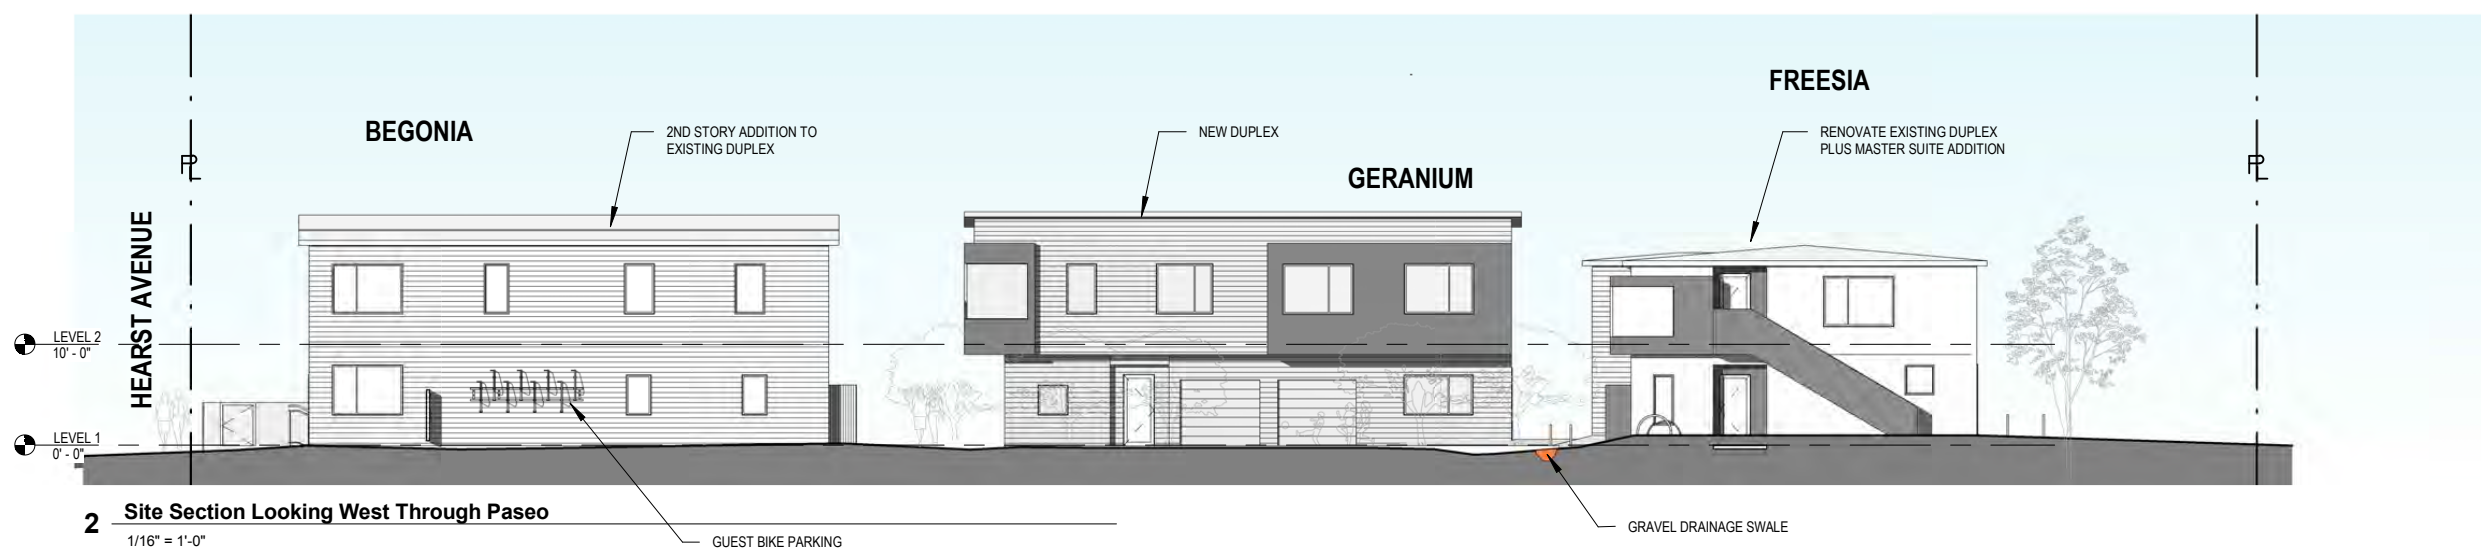 FREESIA
BEGONIA
2ND STORY ADDITION TO
EXISTING DUPLEX
NEW DUPLEX
RENOVATE EXISTING DUPLEX
PLUS MASTER SUITE ADDITION
PL
PL
GERANIUM
HEARST AVENUE
LEVEL 2
10' - 0"
LEVEL 1
0' - 0"
2 Site Section Looking West Through Paseo
1/16" = 1'-0"
GUEST BIKE PARKING
GRAVEL DRAINAGE SWALE